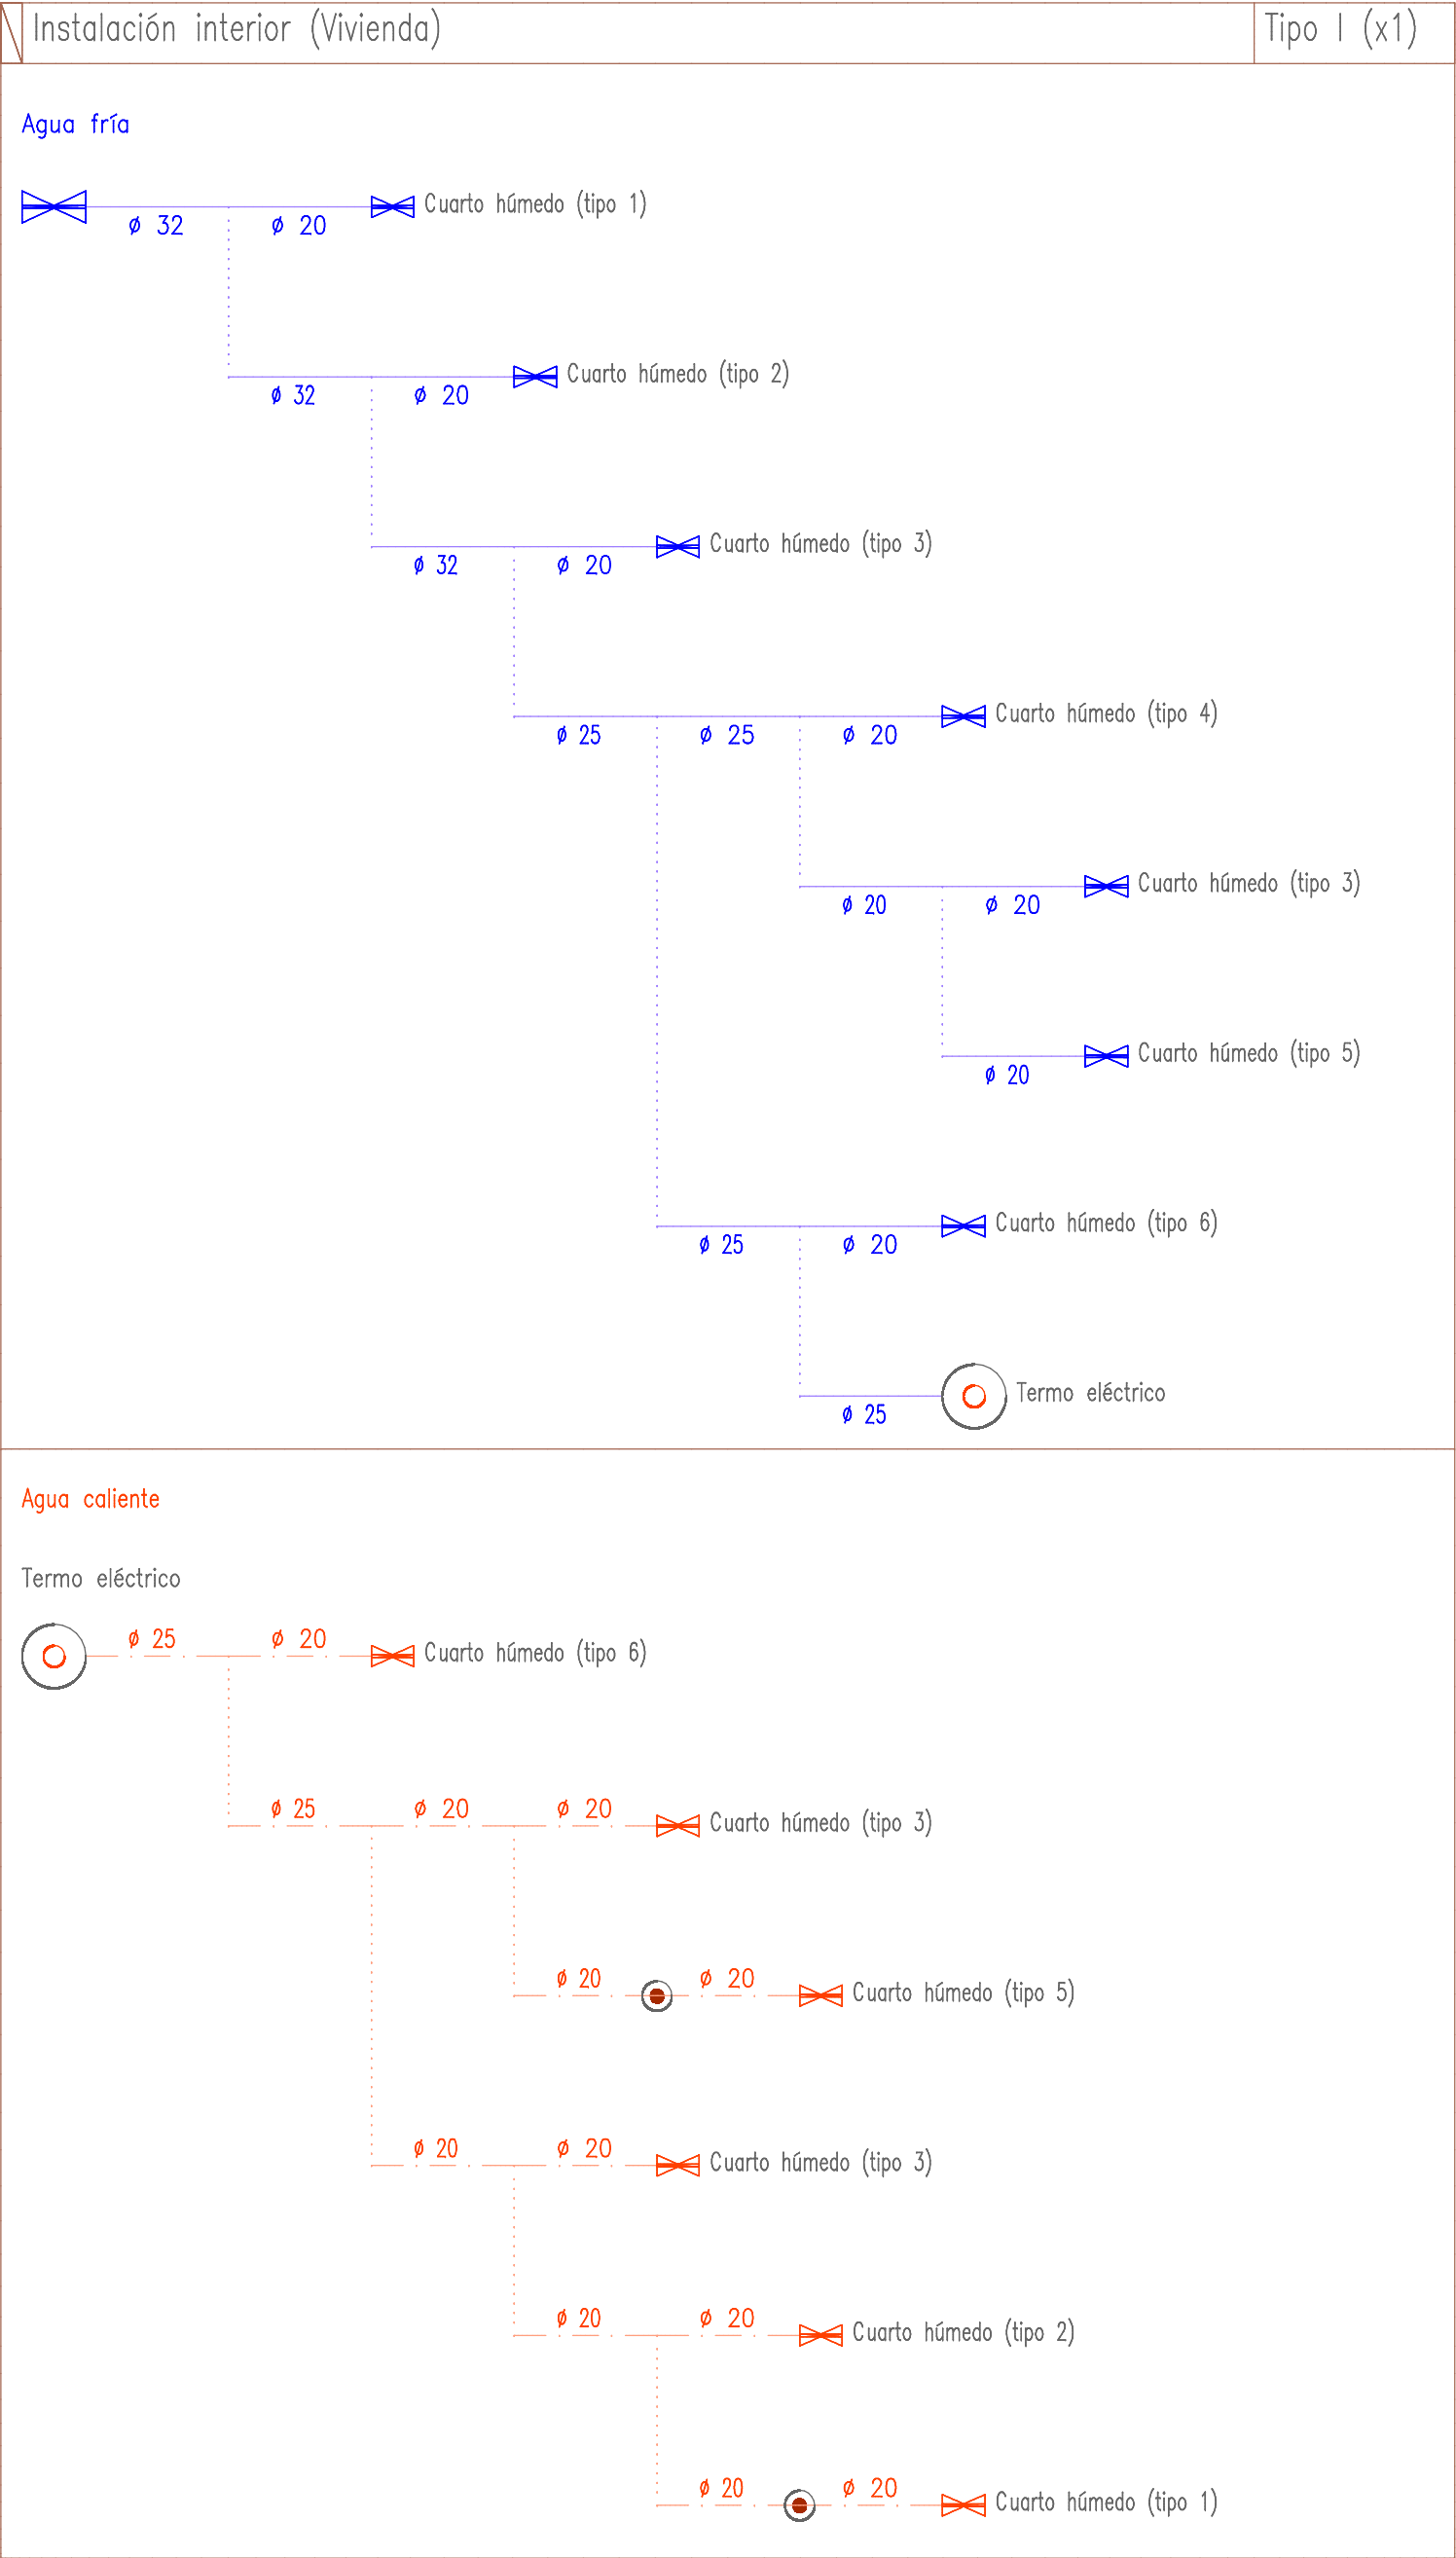 Instalación interior (Vivienda) Tipo I (x1)
Agua fría
Cuarto húmedo (tipo 1)
ϕ 32 ϕ 20
Cuarto húmedo (tipo 2)
ϕ 32 ϕ 20
Cuarto húmedo (tipo 3)
ϕ 32 ϕ 20
Cuarto húmedo (tipo 4)
ϕ 25 ϕ 25 ϕ 20
Cuarto húmedo (tipo 3)
ϕ 20 ϕ 20
Cuarto húmedo (tipo 5)
ϕ 20
Cuarto húmedo (tipo 6)
ϕ 25 ϕ 20
Termo eléctrico
ϕ 25
Agua caliente
Termo eléctrico
ϕ 25 ϕ 20
Cuarto húmedo (tipo 6)
ϕ 25 ϕ 20 ϕ 20
Cuarto húmedo (tipo 3)
ϕ 20 ϕ 20
Cuarto húmedo (tipo 5)
ϕ 20 ϕ 20
Cuarto húmedo (tipo 3)
ϕ 20 ϕ 20
Cuarto húmedo (tipo 2)
ϕ 20 ϕ 20
Cuarto húmedo (tipo 1)